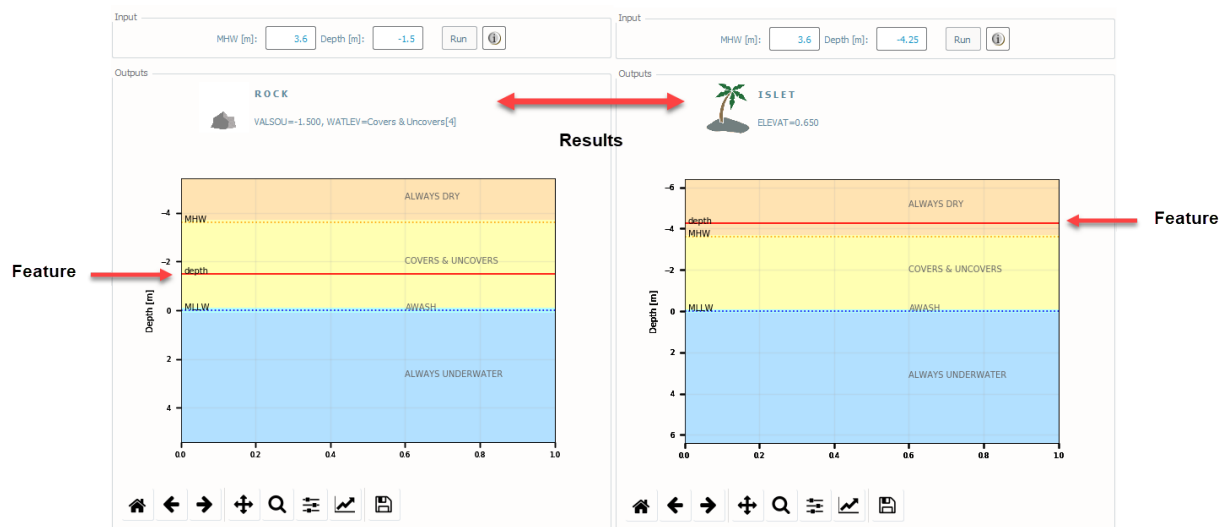 Input
MHW [m]: 3.6 Depth [m]: -1.5 Run
Outputs
ROCK
VALSOU=-1.500, WATLEV=Covers & Uncovers[4]
ALWAYS DRY
-4
MHW
COVERS & UNCOVERS
-2
depth
MLLW
AWASH
0
Depth [m]
2
ALWAYS UNDERWATER
4
0.0 0.2 0.4 0.6 0.8 1.0
Feature
Results
Input
MHW [m]: 3.6 Depth [m]: -4.25 Run
Outputs
ISLET
ELEVAT=0.650
-6
ALWAYS DRY
depth
-4
MHW
COVERS & UNCOVERS
-2
MLLW
AWASH
0
Depth [m]
2
ALWAYS UNDERWATER
4
6
0.0 0.2 0.4 0.6 0.8 1.0
Feature